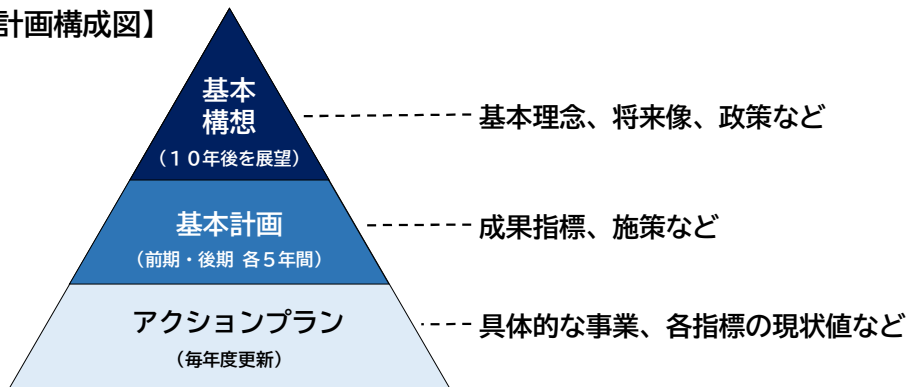 計画構成図】
基本
構想
（１０年後を展望）
基本理念、将来像、政策など
基本計画
（前期・後期 各５年間）
成果指標、施策など
アクションプラン
（毎年度更新）
具体的な事業、各指標の現状値など